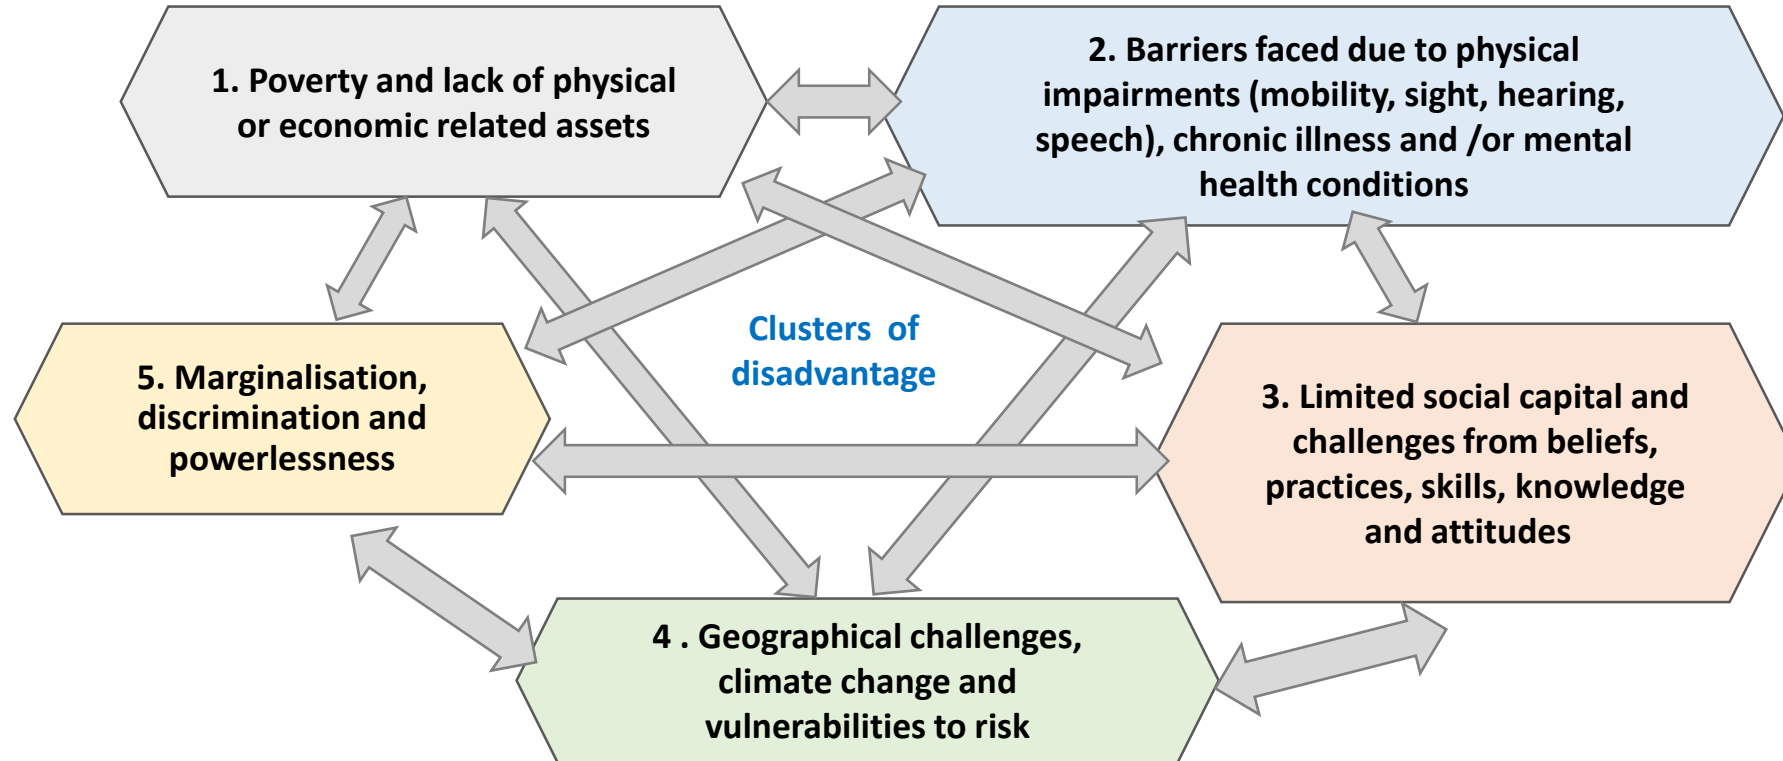 1. Poverty and lack of physical
or economic related assets
2. Barriers faced due to physical
impairments (mobility, sight, hearing,
speech), chronic illness and /or mental
health conditions
Clusters of
disadvantage
5. Marginalisation,
discrimination and
powerlessness
3. Limited social capital and
challenges from beliefs,
practices, skills, knowledge
and attitudes
4 . Geographical challenges,
climate change and
vulnerabilities to risk